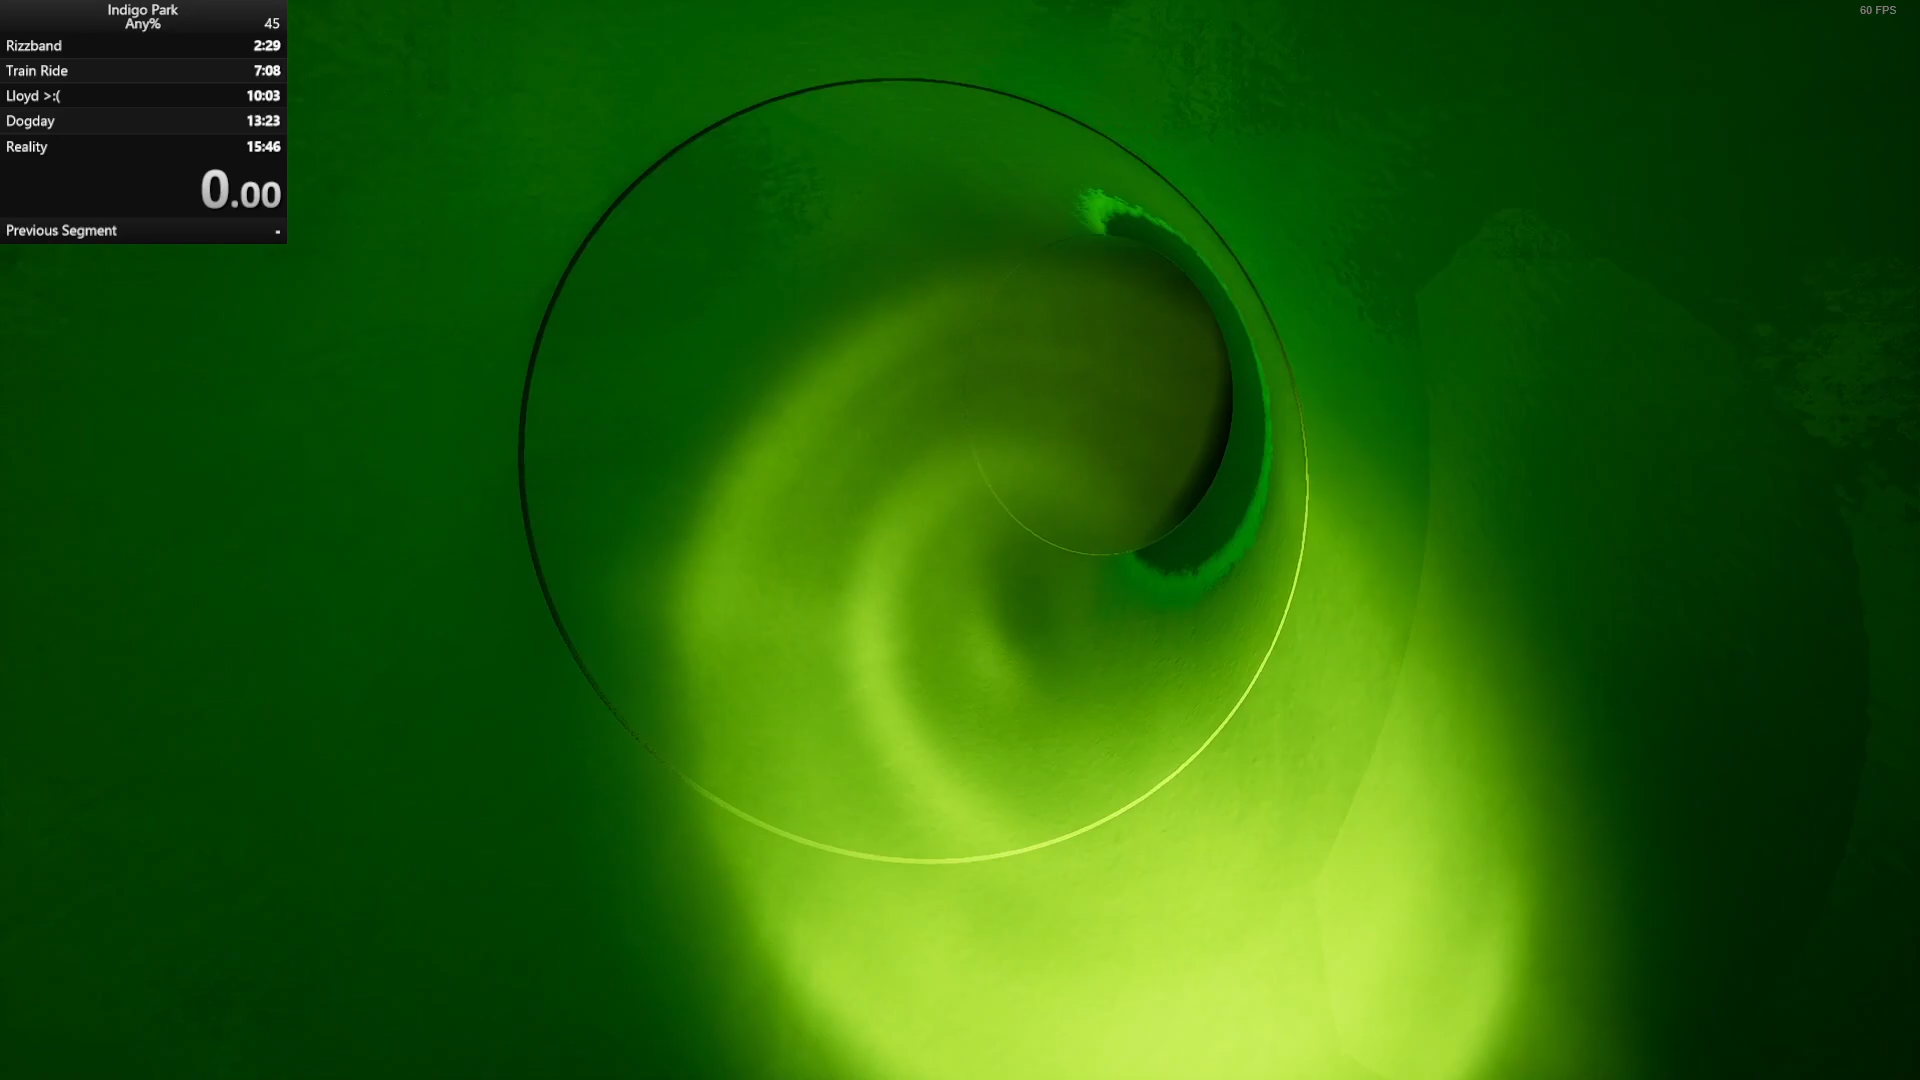 Indigo Park
Any% 45
Rizzband 2:29
Train Ride 7:08
Lloyd >:( 10:03
Dogday 13:23
Reality 15:46
0.00
Previous Segment -
60 FPS